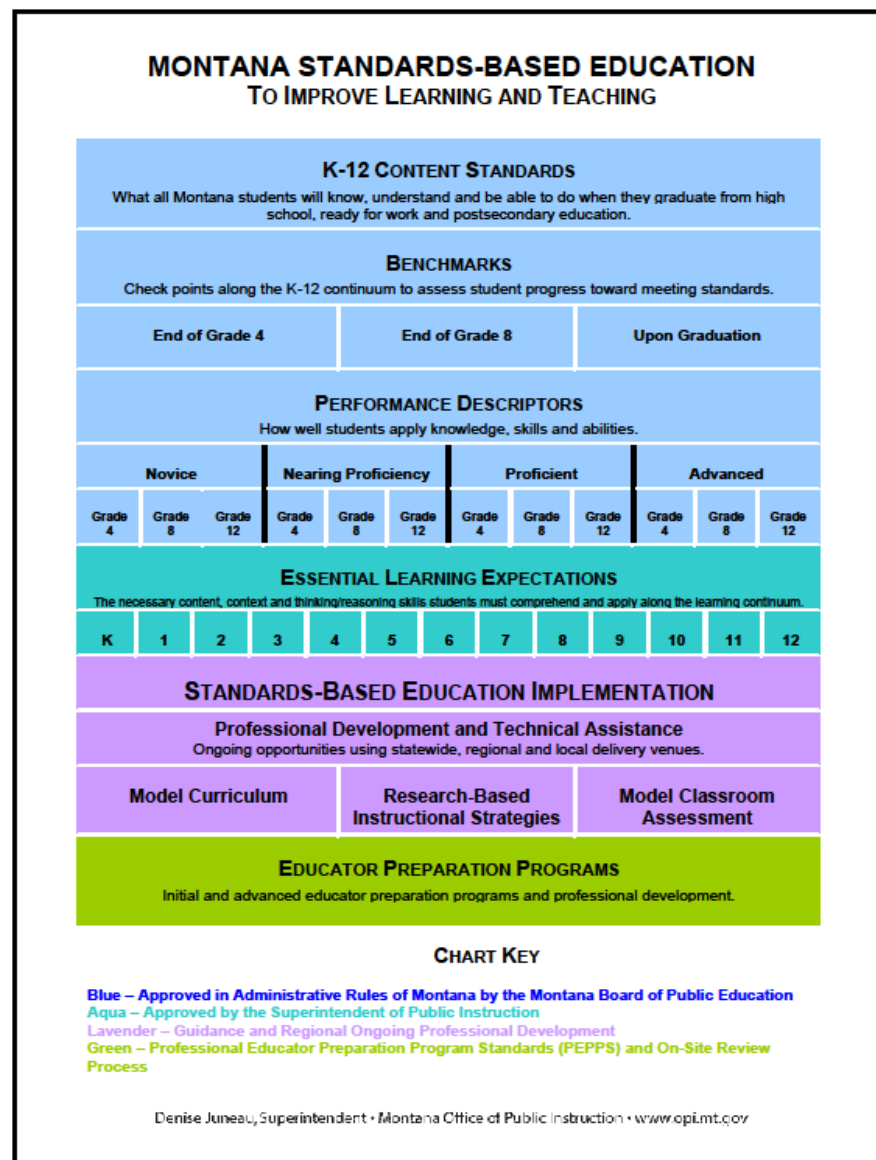 MONTANA STANDARDS-BASED EDUCATION
TO IMPROVE LEARNING AND TEACHING
K-12 CONTENT STANDARDS
What all Montana students will know, understand and be able to do when they graduate from high
school, ready for work and postsecondary education.
BENCHMARKS
Check points along the K-12 continuum to assess student progress toward meeting standards.
End of Grade 4 End of Grade 8 Upon Graduation
PERFORMANCE DESCRIPTORS
How well students apply knowledge, skills and abilities.
Novice Nearing Proficiency Proficient Advanced
Grade Grade Grade Grade Grade Grade Grade Grade Grade Grade Grade Grade
4 8 12 4 8 12 4 8 12 4 8 12
ESSENTIAL LEARNING EXPECTATIONS
The necessary content, context and thinking/reasoning skills students must comprehend and apply along the learning continuum.
K 1 2 3 4 5 6 7 8 9 10 11 12
STANDARDS-BASED EDUCATION IMPLEMENTATION
Professional Development and Technical Assistance
Ongoing opportunities using statewide, regional and local delivery venues.
Model Curriculum Research-Based Model Classroom
Instructional Strategies Assessment
EDUCATOR PREPARATION PROGRAMS
Initial and advanced educator preparation programs and professional development.
CHART KEY
Blue – Approved in Administrative Rules of Montana by the Montana Board of Public Education
Aqua – Approved by the Superintendent of Public Instruction
Lavender – Guidance and Regional Ongoing Professional Development
Green – Professional Educator Preparation Program Standards (PEPPS) and On-Site Review
Process
Denise Juneau, Superintendent • Montana Office of Public Instruction • www.opi.mt.gov